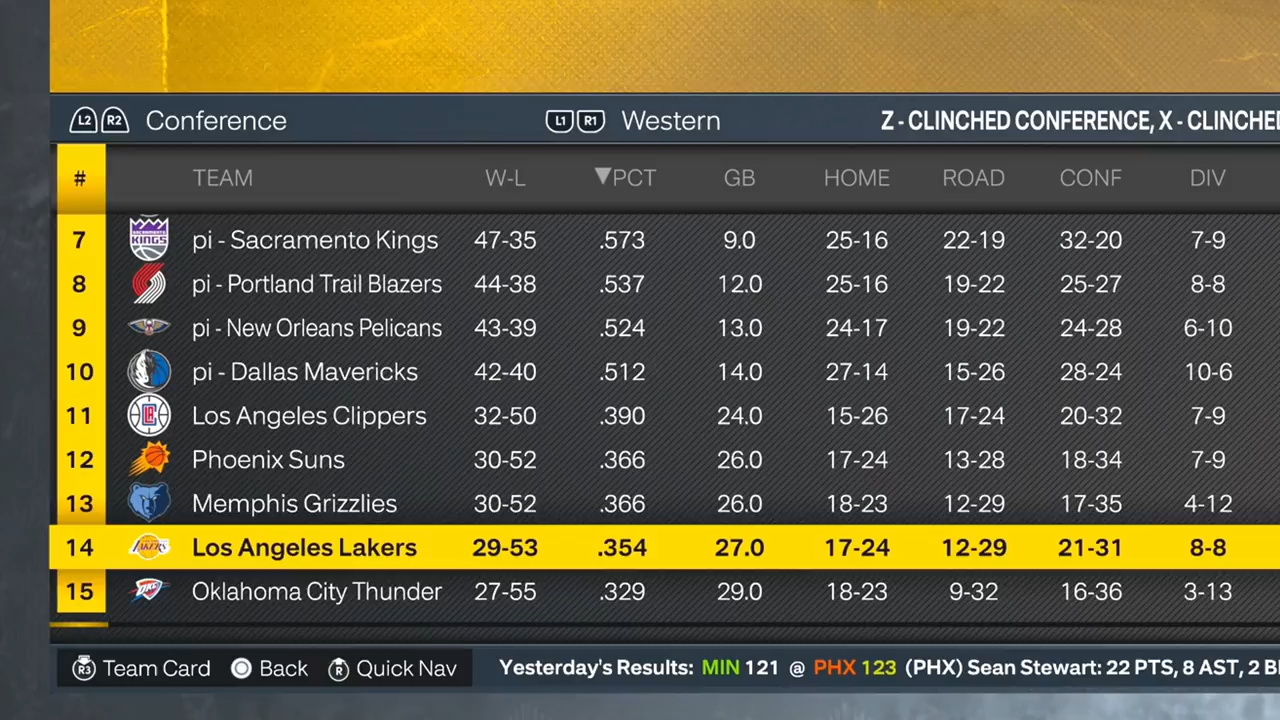 L2 R2 Conference L1 R1 Western Z - CLINCHED CONFERENCE, X - CLINCHED
# TEAM W-L ▼PCT GB HOME ROAD CONF DIV
7 SACRAMENTO KINGS pi - Sacramento Kings 47-35 .573 9.0 25-16 22-19 32-20 7-9
8 pi - Portland Trail Blazers 44-38 .537 12.0 25-16 19-22 25-27 8-8
9 pi - New Orleans Pelicans 43-39 .524 13.0 24-17 19-22 24-28 6-10
10 pi - Dallas Mavericks 42-40 .512 14.0 27-14 15-26 28-24 10-6
11 Los Angeles Clippers 32-50 .390 24.0 15-26 17-24 20-32 7-9
12 Phoenix Suns 30-52 .366 26.0 17-24 13-28 18-34 7-9
13 Memphis Grizzlies 30-52 .366 26.0 18-23 12-29 17-35 4-12
14 LAKERS Los Angeles Lakers 29-53 .354 27.0 17-24 12-29 21-31 8-8
15 OKC Oklahoma City Thunder 27-55 .329 29.0 18-23 9-32 16-36 3-13
R3 Team Card Back R Quick Nav Yesterday's Results: MIN 121 @ PHX 123 (PHX) Sean Stewart: 22 PTS, 8 AST, 2